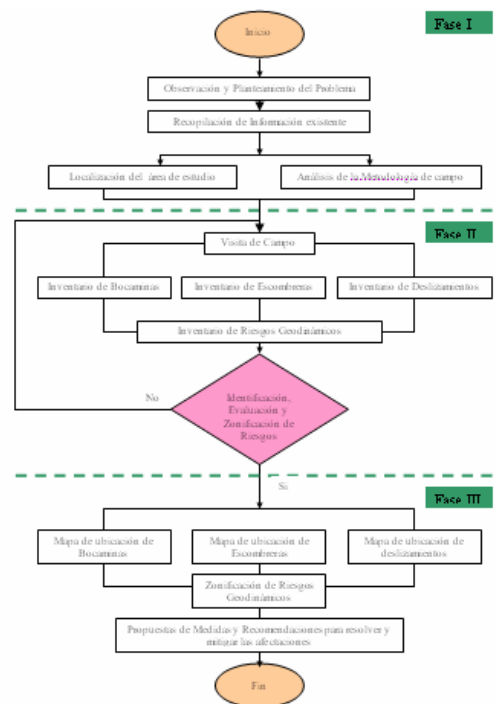 Fase I
Inicio
Observación y Planteamiento del Problema
Recopilación de Información existente
Localización del área de estudio
Análisis de la Metodología de campo
Fase II
Visita de Campo
Inventario de Bocaminas
Inventario de Escombreras
Inventario de Deslizamientos
Inventario de Riesgos Geodinámicos
No
Identificación,
Evaluación y
Zonificación de
Riesgos
Si
Fase III
Mapa de ubicación de
Bocaminas
Mapa de ubicación de
Escombreras
Mapa de ubicación de
deslizamientos
Zonificación de Riesgos
Geodinámicos
Propuestas de Medidas y Recomendaciones para resolver y
mitigar las afectaciones
Fin